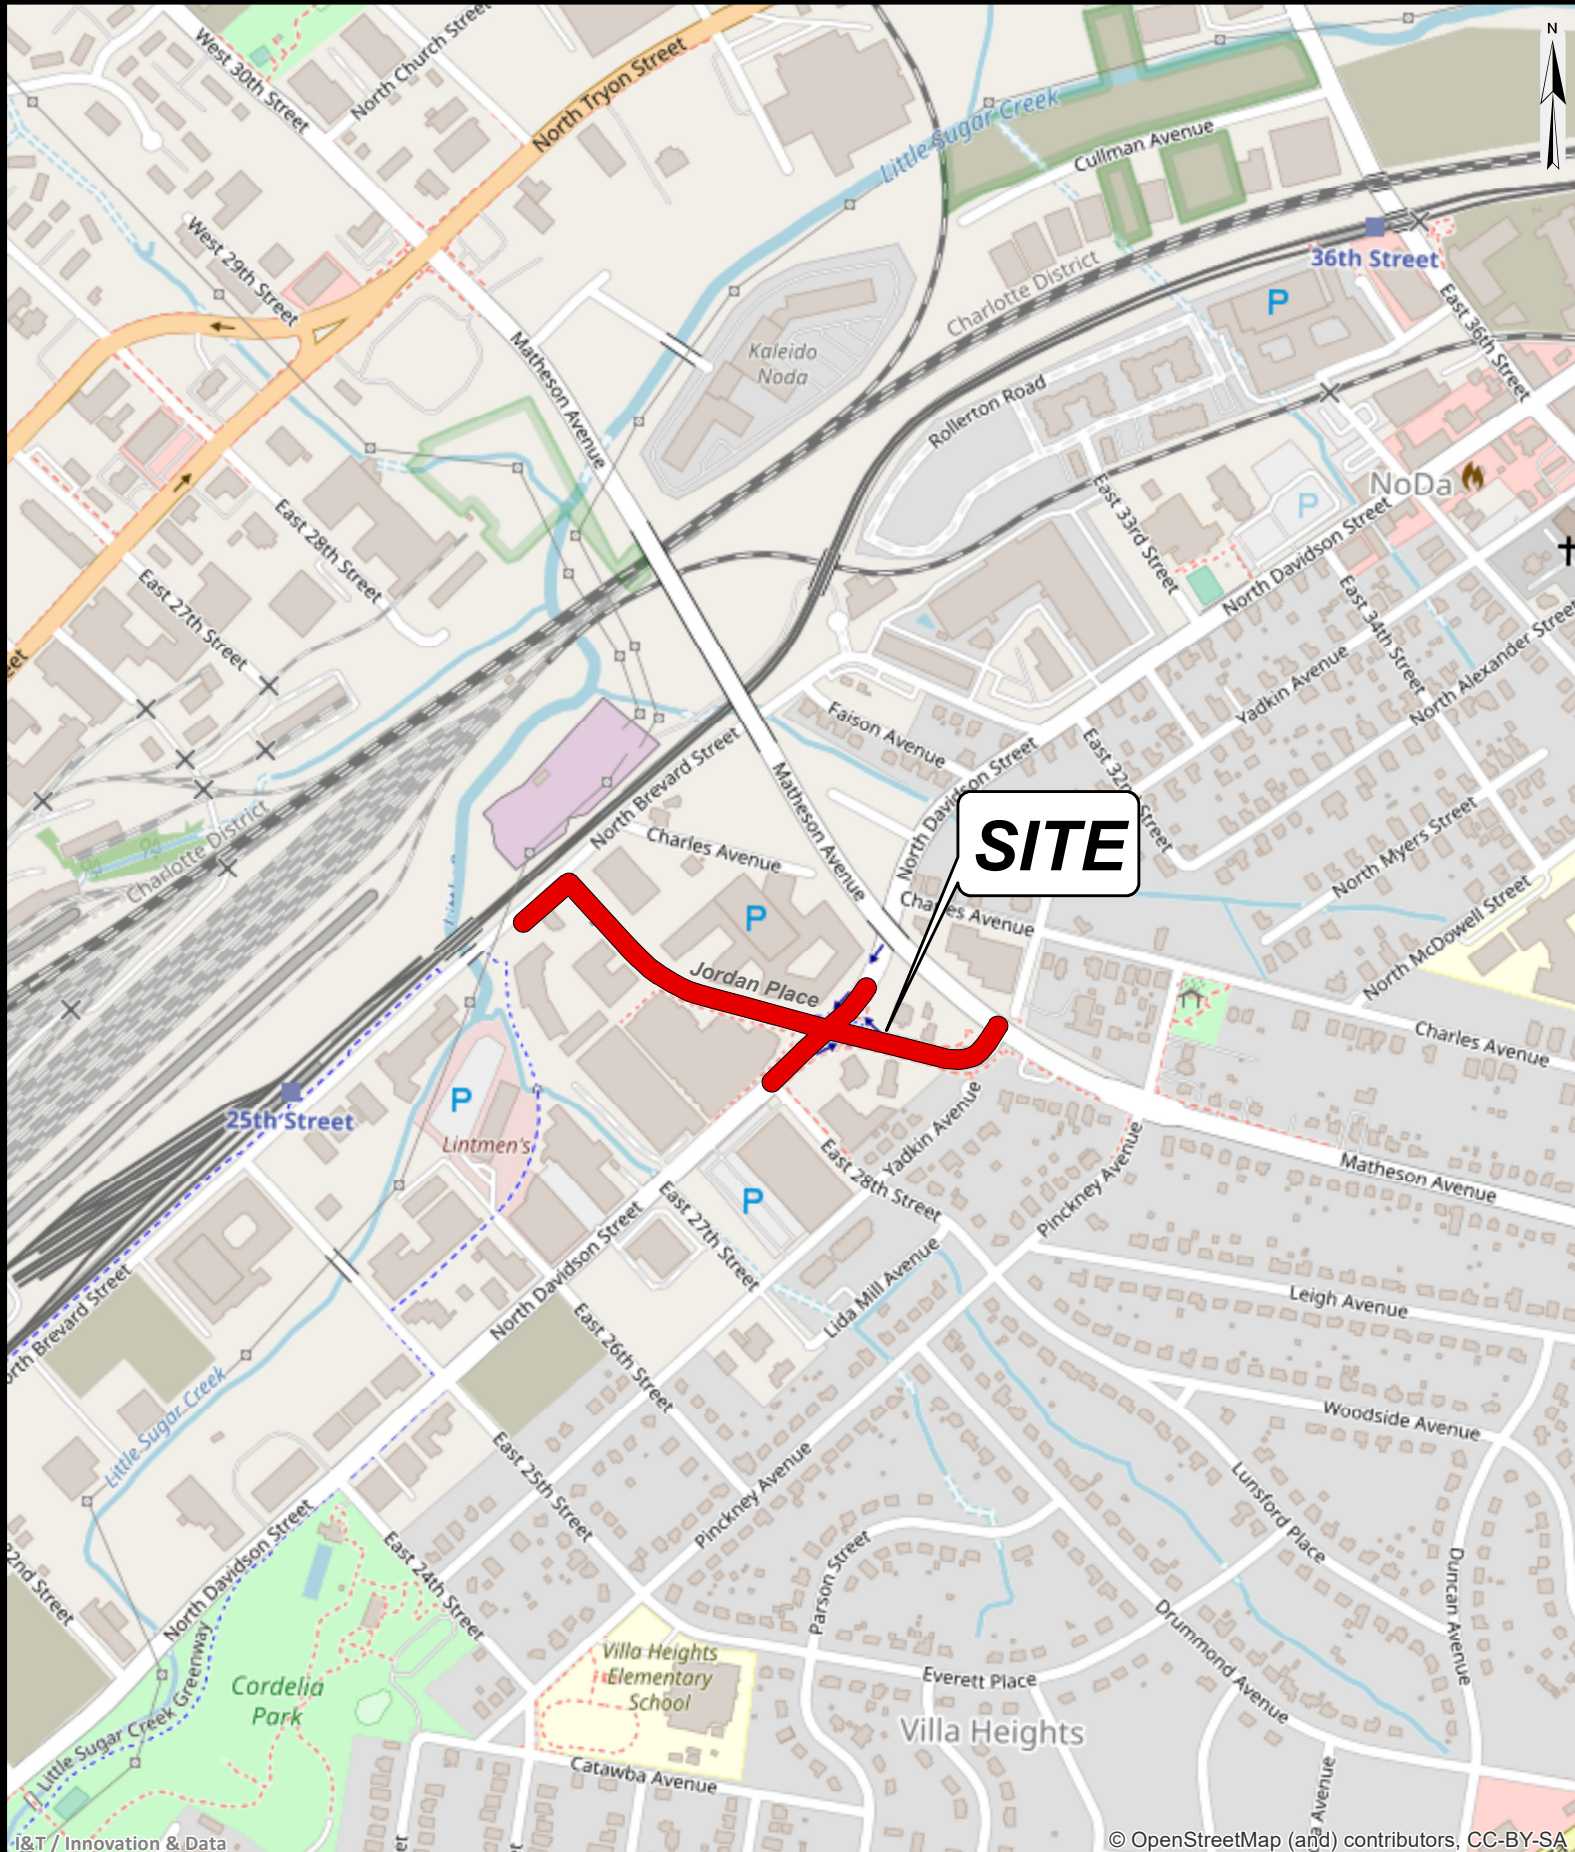 West 30th Street
North Church Street
North Tryon Street
N
Little Sugar Creek
Cullman Avenue
West 29th Street
36th Street
Charlotte District
P
Kaleido
Noda
Matheson Avenue
East 36th Street
Rollerton Road
NoDa
P
East 33rd Street
East 28th Street
North Davidson Street
East 27th Street
East 34th Street
North Alexander Street
Yadkin Avenue
eet
Faison Avenue
East 32nd Street
North Davidson Street
North Brevard Street
Matheson Avenue
SITE
North Myers Street
Charlotte District
Charles Avenue
P
Charles Avenue
North McDowell Street
Jordan Place
Charles Avenue
25th Street
P
Lintmen's
Yadkin Avenue
East 28th Street
Pinckney Avenue
Matheson Avenue
P
East 27th Street
North Davidson Street
Lida Mill Avenue
Leigh Avenue
orth Brevard Street
East 26th Street
Little Sugar Creek
Woodside Avenue
East 25th Street
Pinckney Avenue
Lunsford Place
North Davidson Street
East 24th Street
Parson Street
Duncan Avenue
22nd Street
Drummond Avenue
Villa Heights
Elementary
School
Everett Place
Cordelia
Park
Little Sugar Creek Greenway
Villa Heights
Catawba Avenue
a Avenue
et
I&T / Innovation & Data
© OpenStreetMap (and) contributors, CC-BY-SA